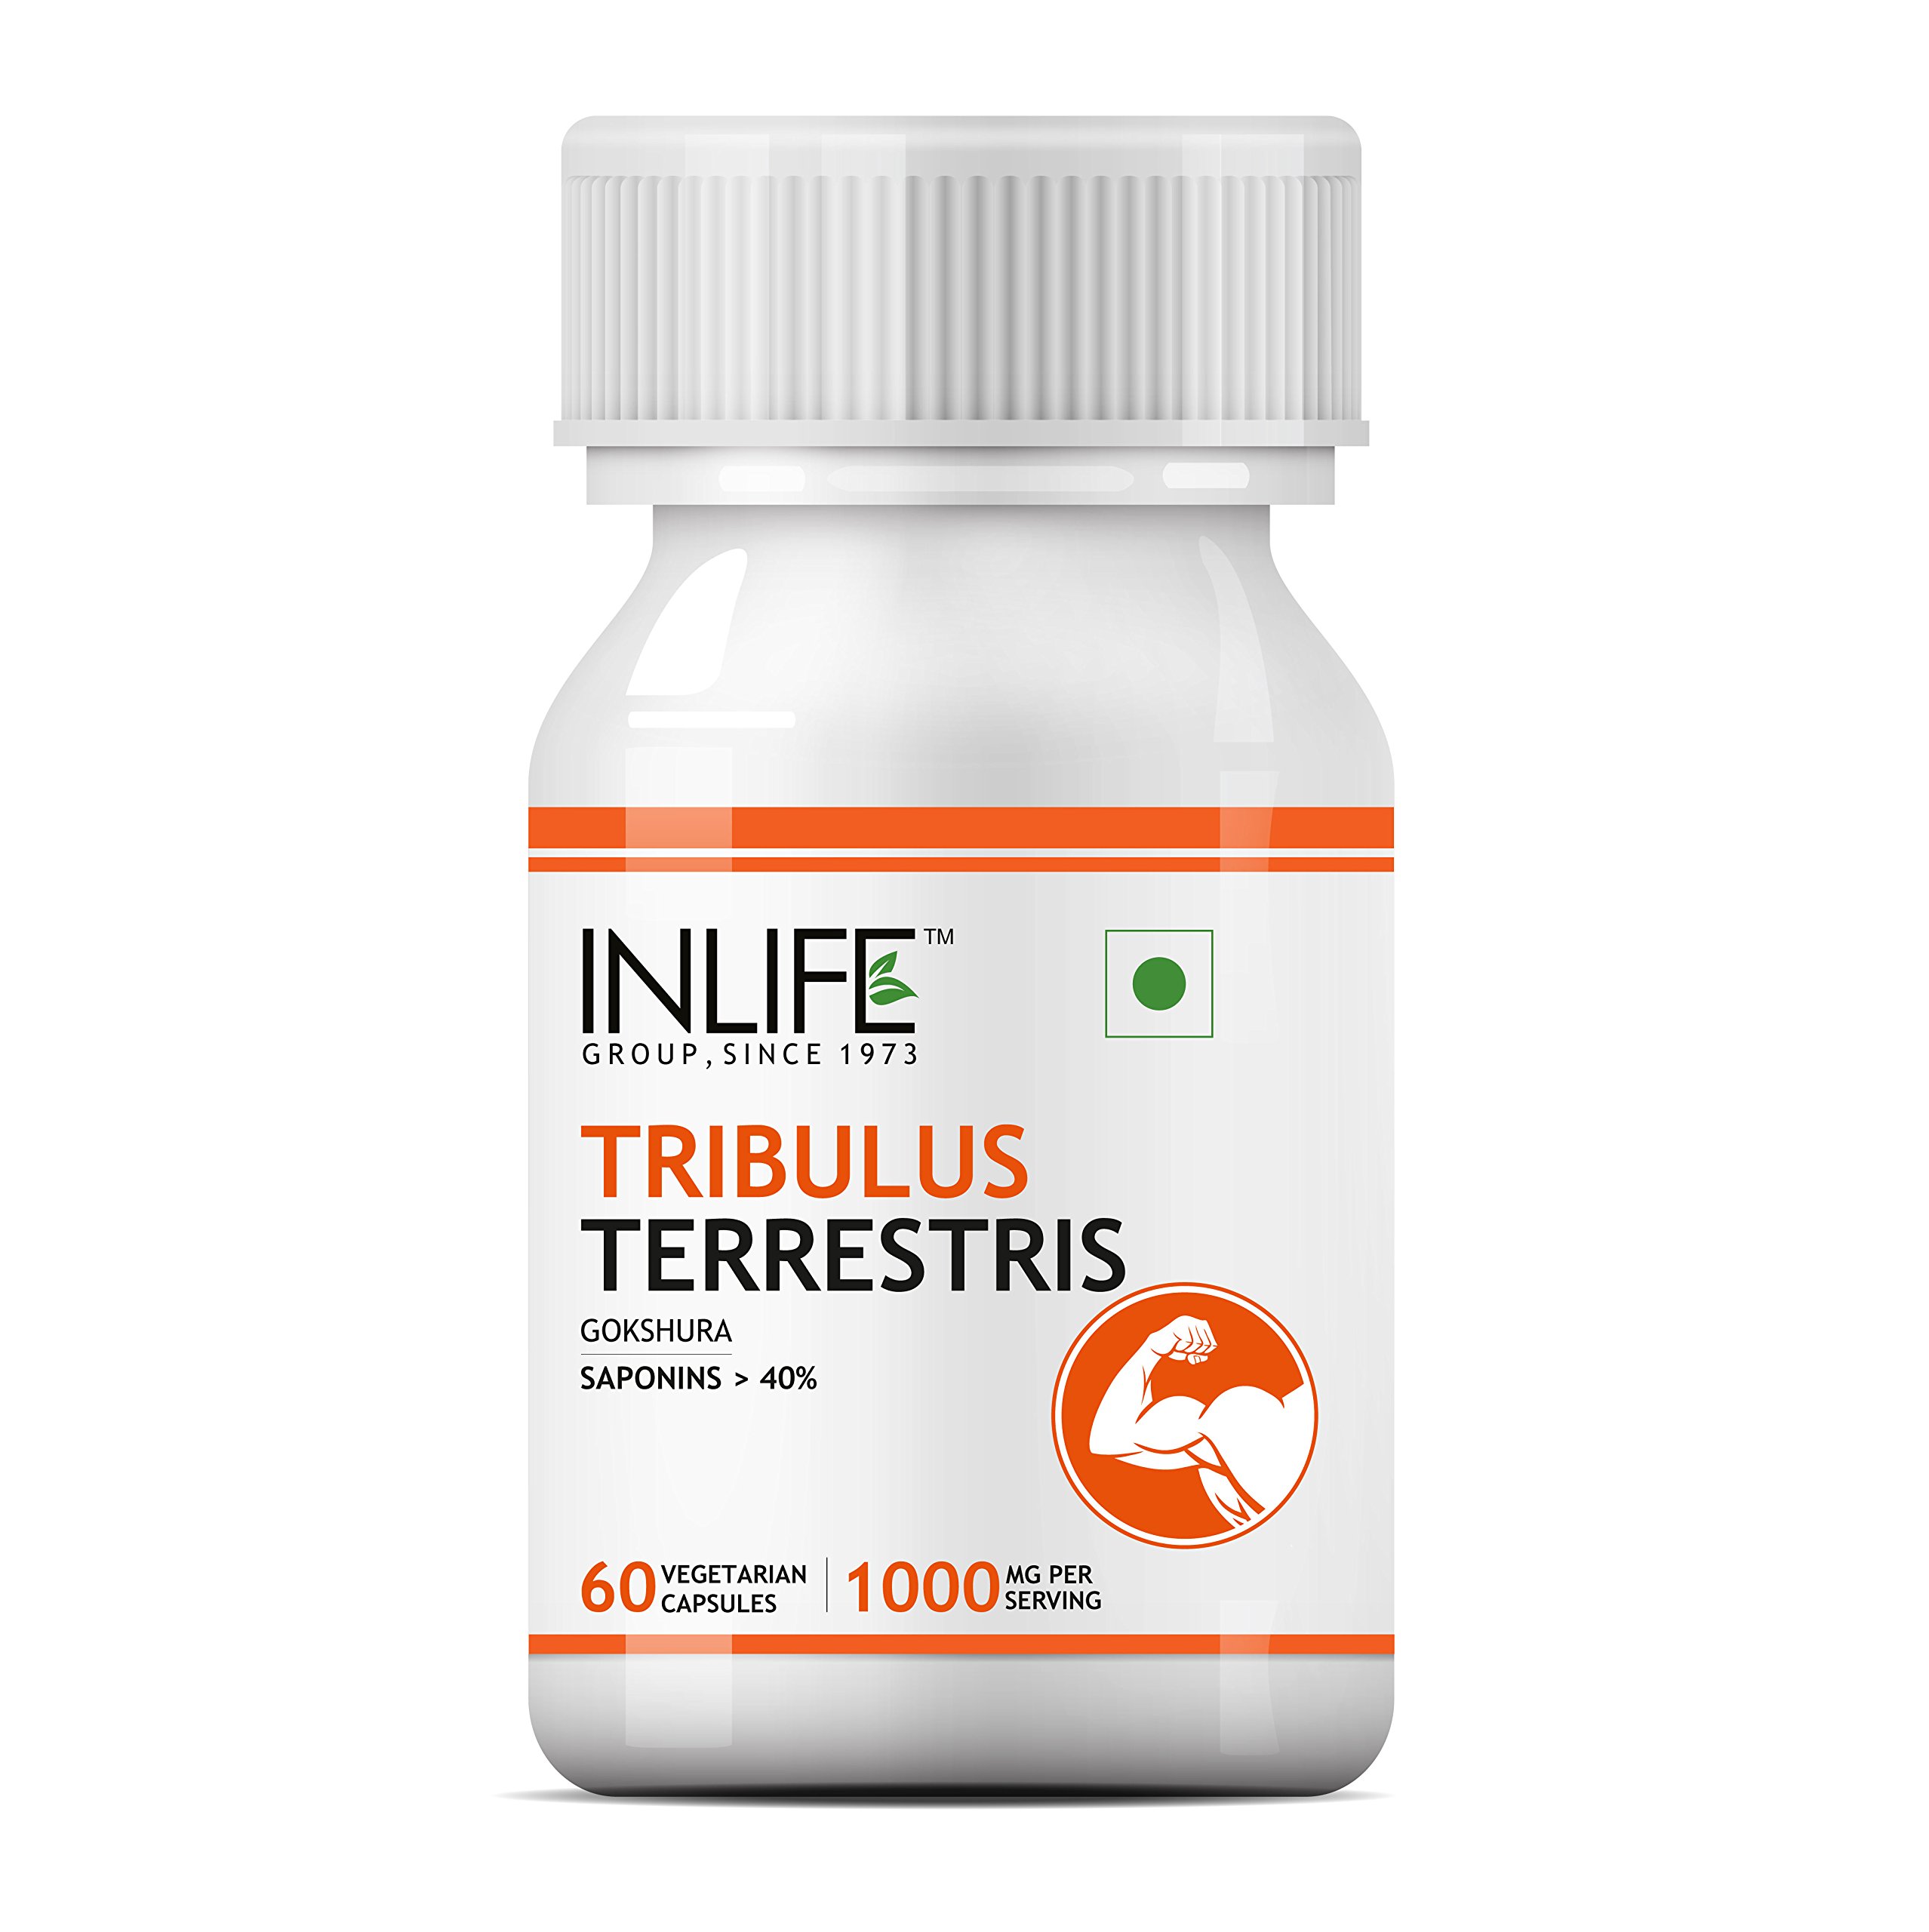 INLIFE™
GROUP, SINCE 1973
TRIBULUS
TERRESTRIS
GOKSHURA
SAPONINS > 40%
60 VEGETARIAN CAPSULES | 1000 MG PER SERVING